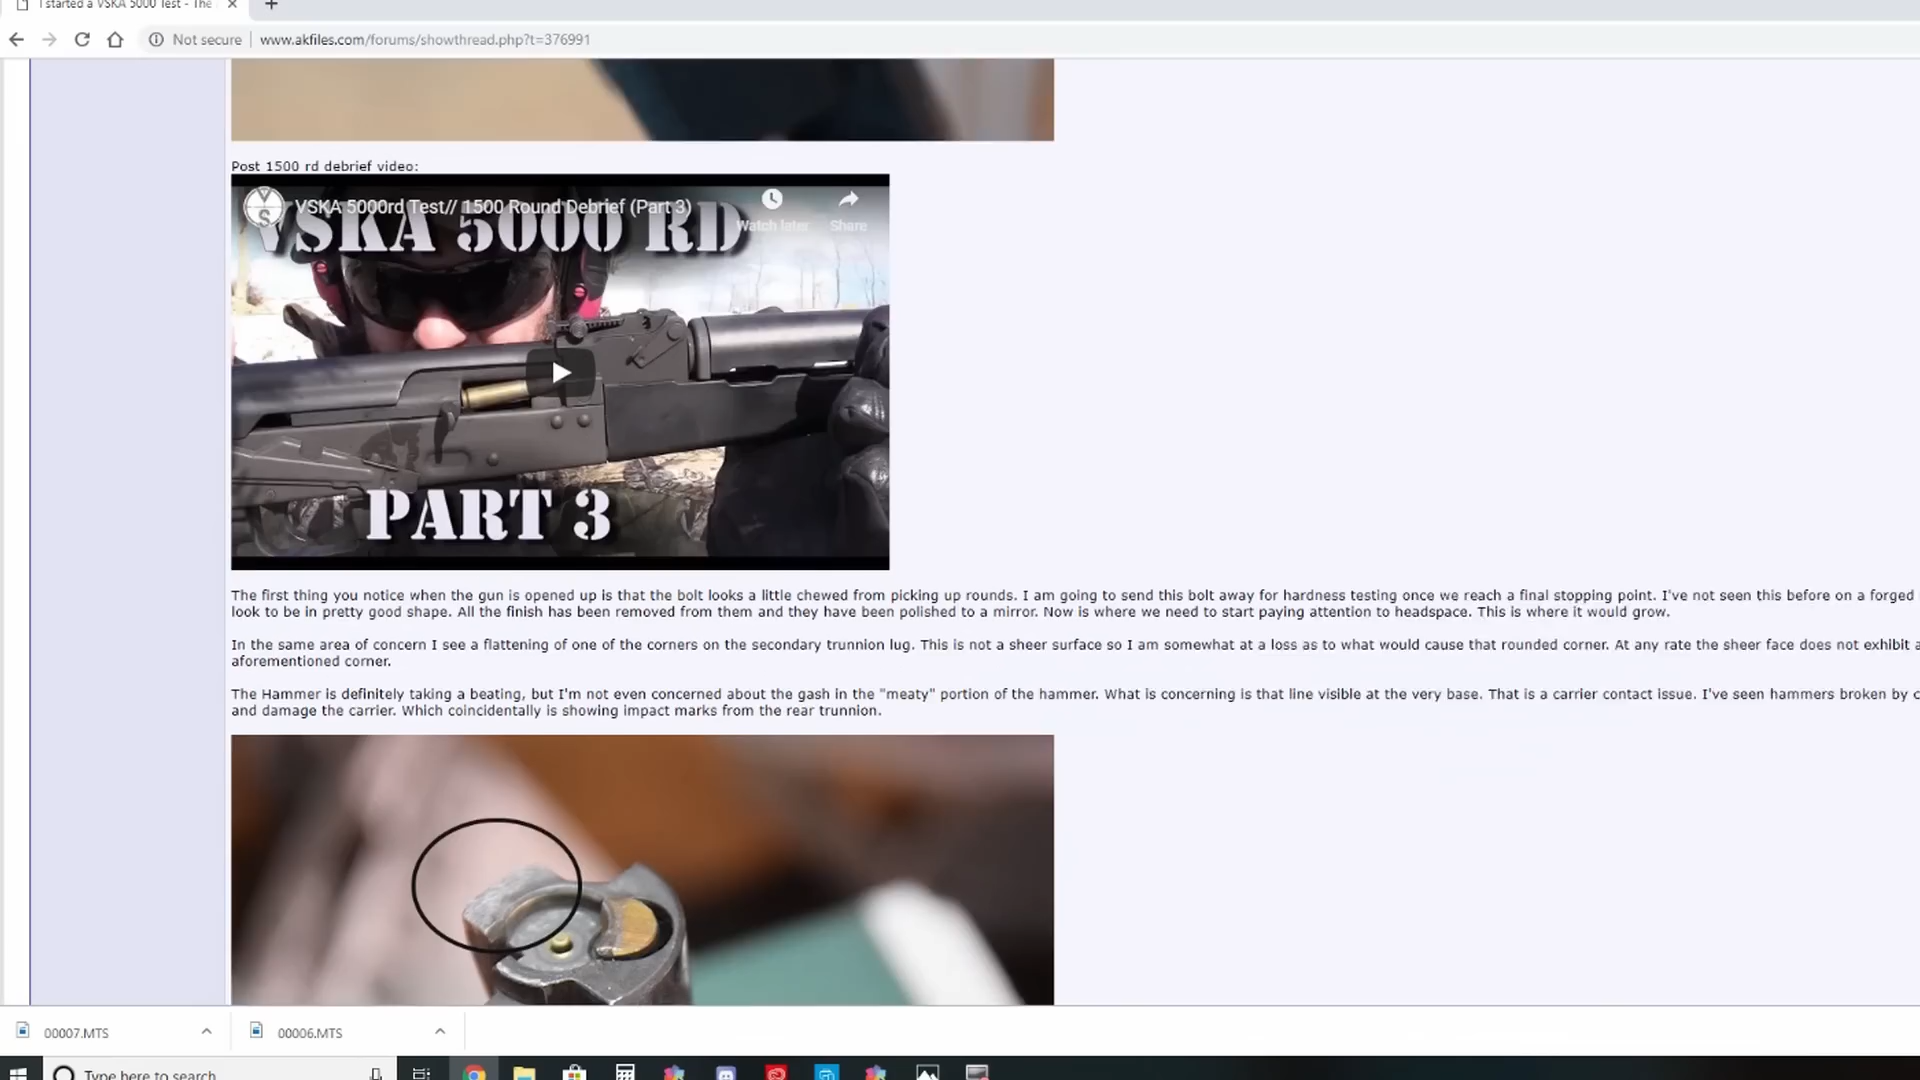 I started a VSKA 5000 Test - The
Not secure
www.akfiles.com/forums/showthread.php?t=376991
Post 1500 rd debrief video:
VSKA 5000rd Test// 1500 Round Debrief (Part 3)
Watch later
Share
VSKA 5000 RD
PART 3
The first thing you notice when the gun is opened up is that the bolt looks a little chewed from picking up rounds. I am going to send this bolt away for hardness testing once we reach a final stopping point. I've not seen this before on a forged
look to be in pretty good shape. All the finish has been removed from them and they have been polished to a mirror. Now is where we need to start paying attention to headspace. This is where it would grow.
In the same area of concern I see a flattening of one of the corners on the secondary trunnion lug. This is not a sheer surface so I am somewhat at a loss as to what would cause that rounded corner. At any rate the sheer face does not exhibit a
aforementioned corner.
The Hammer is definitely taking a beating, but I'm not even concerned about the gash in the "meaty" portion of the hammer. What is concerning is that line visible at the very base. That is a carrier contact issue. I've seen hammers broken by c
and damage the carrier. Which coincidentally is showing impact marks from the rear trunnion.
00007.MTS
00006.MTS
Type here to search